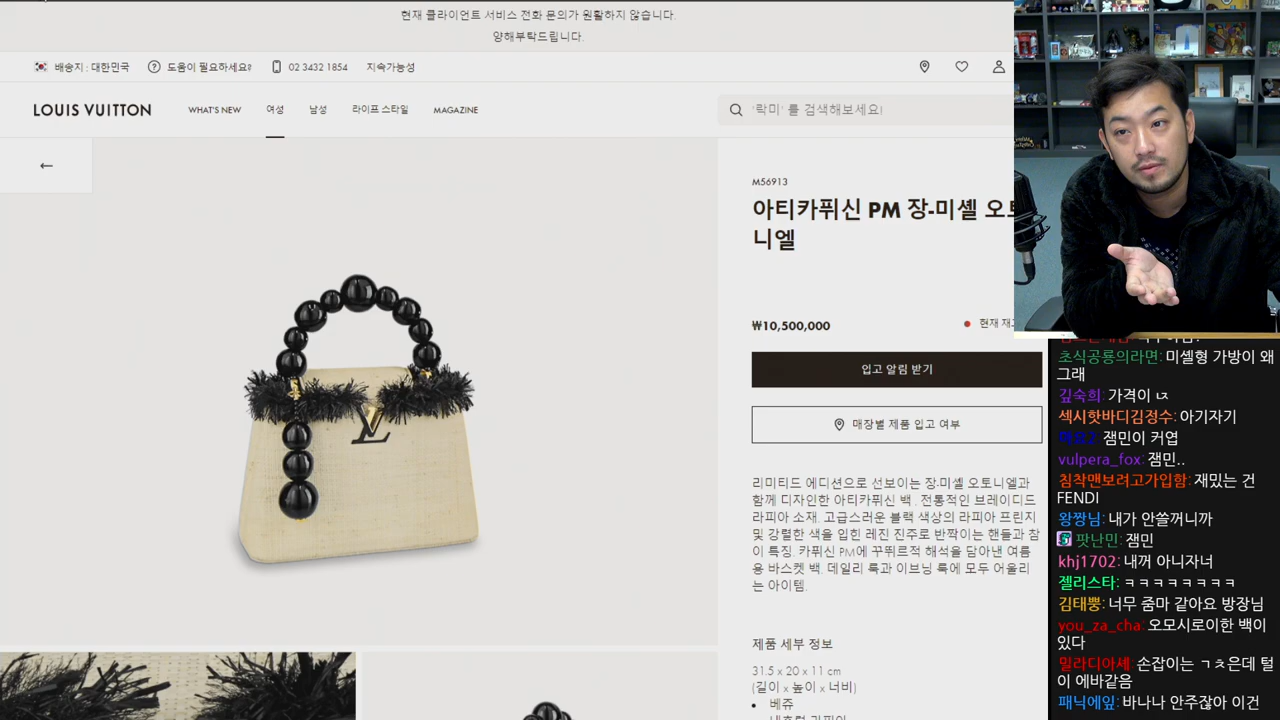 현재 클라이언트 서비스 전화 문의가 원활하지 않습니다.
양해부탁드립니다.
배송지 : 대한민국
도움이 필요하세요?
02 3432 1854
지속가능성
LOUIS VUITTON
WHAT'S NEW
여성
남성
라이프 스타일
MAGAZINE
'락미' 를 검색해보세요!
M56913
아티카퓌신 PM 장-미셸 오토
니엘
₩10,500,000
현재 재고
입고 알림 받기
매장별 제품 입고 여부
리미티드 에디션으로 선보이는 장-미셸 오토니엘과
함께 디자인한 아티카퓌신 백 . 전통적인 브레이디드
라피아 소재, 고급스러운 블랙 색상의 라피아 프린지
및 강렬한 색을 입힌 레진 진주로 반짝이는 핸들과 참
이 특징. 카퓌신 PM에 꾸뛰르적 해석을 담아낸 여름
용 바스켓 백. 데일리 룩과 이브닝 룩에 모두 어울리
는 아이템.
제품 세부 정보
31.5 x 20 x 11 cm
(길이 x 높이 x 너비)
베쥬
초식공룡의라면: 미셸형 가방이 왜
그래
깊숙희: 가격이 ㄸ
섹시핫바디김정수: 아기자기
잼민이 커엽
vulpera_fox: 잼민..
침착맨보려고가입함: 재밌는 건
FENDI
왕짱님: 내가 안쓸꺼니까
팟난민: 잼민
khj1702: 내꺼 아니자너
젤리스타: ㅋㅋㅋㅋㅋㅋㅋㅋ
김태뿡: 너무 줌마 같아요 방장님
you_za_cha: 오모시로이한 백이
있다
밀라디아셰: 손잡이는 ㄱㅊ은데 털
이 에바같음
패닉에잎: 바나나 안주잖아 이건